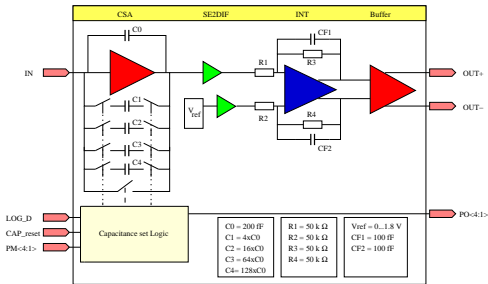 CSA SE2DIF INT Buffer
C0
CF1
IN
R1
R3
OUT+
C1
V ref
R2
OUT−
C2
R4
C3
CF2
C4
LOG_D
CAP_reset
PM<4:1>
Capacitance set Logic
PO<4:1>
C0 = 200 fF
C1 = 4xC0
C2 = 16xC0
C3 = 64xC0
C4= 128xC0
R1 = 50 k Ω
R2 = 50 k Ω
R3 = 50 k Ω
R4 = 50 k Ω
Vref = 0...1.8 V
CF1 = 100 fF
CF2 = 100 fF